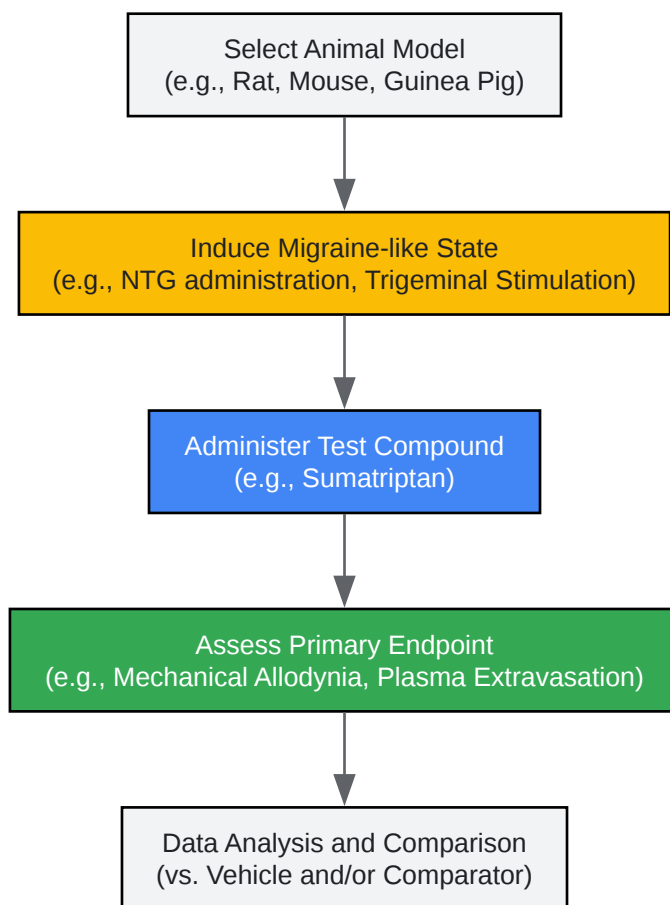 Select Animal Model
(e.g., Rat, Mouse, Guinea Pig)
Induce Migraine-like State
(e.g., NTG administration, Trigeminal Stimulation)
Administer Test Compound
(e.g., Sumatriptan)
Assess Primary Endpoint
(e.g., Mechanical Allodynia, Plasma Extravasation)
Data Analysis and Comparison
(vs. Vehicle and/or Comparator)